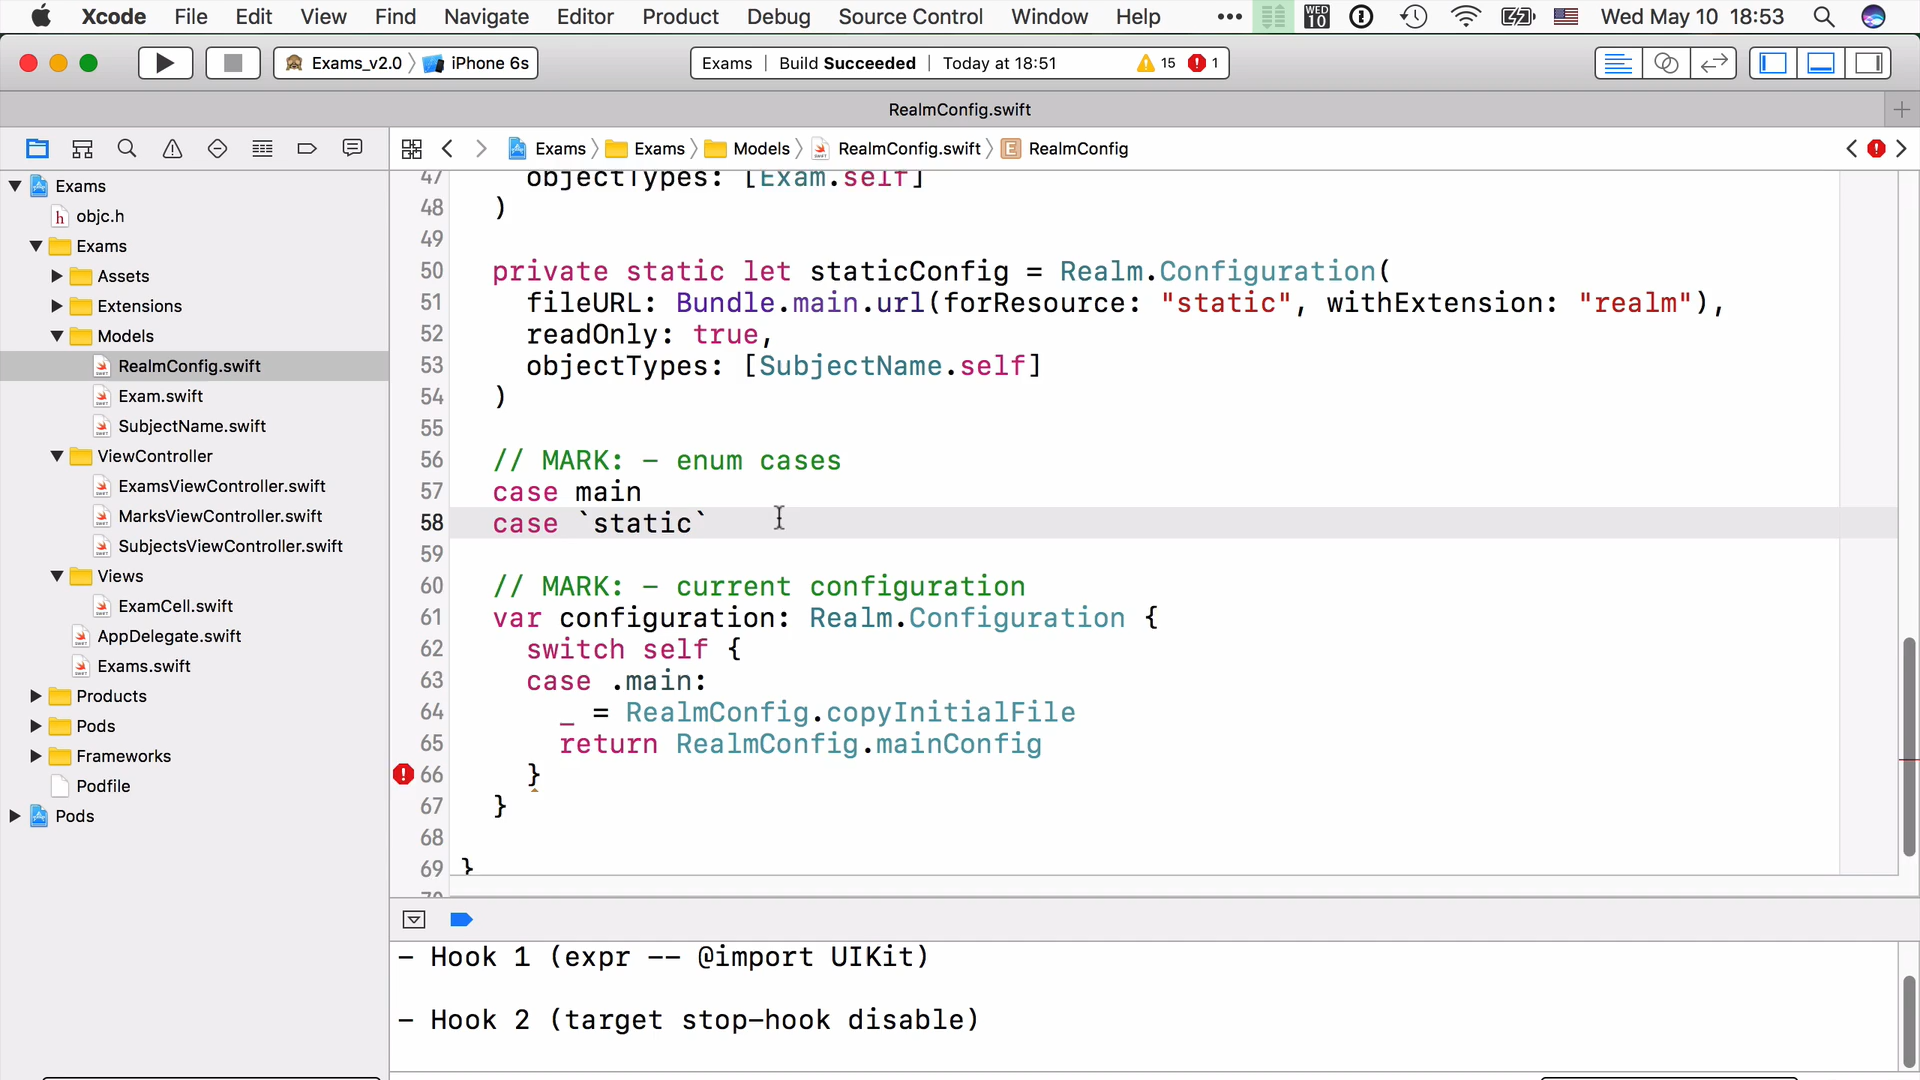 Xcode File Edit View Find Navigate Editor Product Debug Source Control Window Help ••• WED 10 Wed May 10 18:53
Exams_v2.0 〉 iPhone 6s
Exams | Build Succeeded | Today at 18:51 15 1
RealmConfig.swift
Exams 〉 Exams 〉 Models 〉 RealmConfig.swift 〉 E RealmConfig
Exams
h objc.h
Exams
Assets
Extensions
Models
RealmConfig.swift
Exam.swift
SubjectName.swift
ViewController
ExamsViewController.swift
MarksViewController.swift
SubjectsViewController.swift
Views
ExamCell.swift
AppDelegate.swift
Exams.swift
Products
Pods
Frameworks
Podfile
Pods
47 objectTypes: [Exam.self]
48 )
49
50 private static let staticConfig = Realm.Configuration(
51 fileURL: Bundle.main.url(forResource: "static", withExtension: "realm"),
52 readOnly: true,
53 objectTypes: [SubjectName.self]
54 )
55
56 // MARK: - enum cases
57 case main
58 case `static`
59
60 // MARK: - current configuration
61 var configuration: Realm.Configuration {
62 switch self {
63 case .main:
64 _ = RealmConfig.copyInitialFile
65 return RealmConfig.mainConfig
66 }
67 }
68
69 }
- Hook 1 (expr -- @import UIKit)
- Hook 2 (target stop-hook disable)